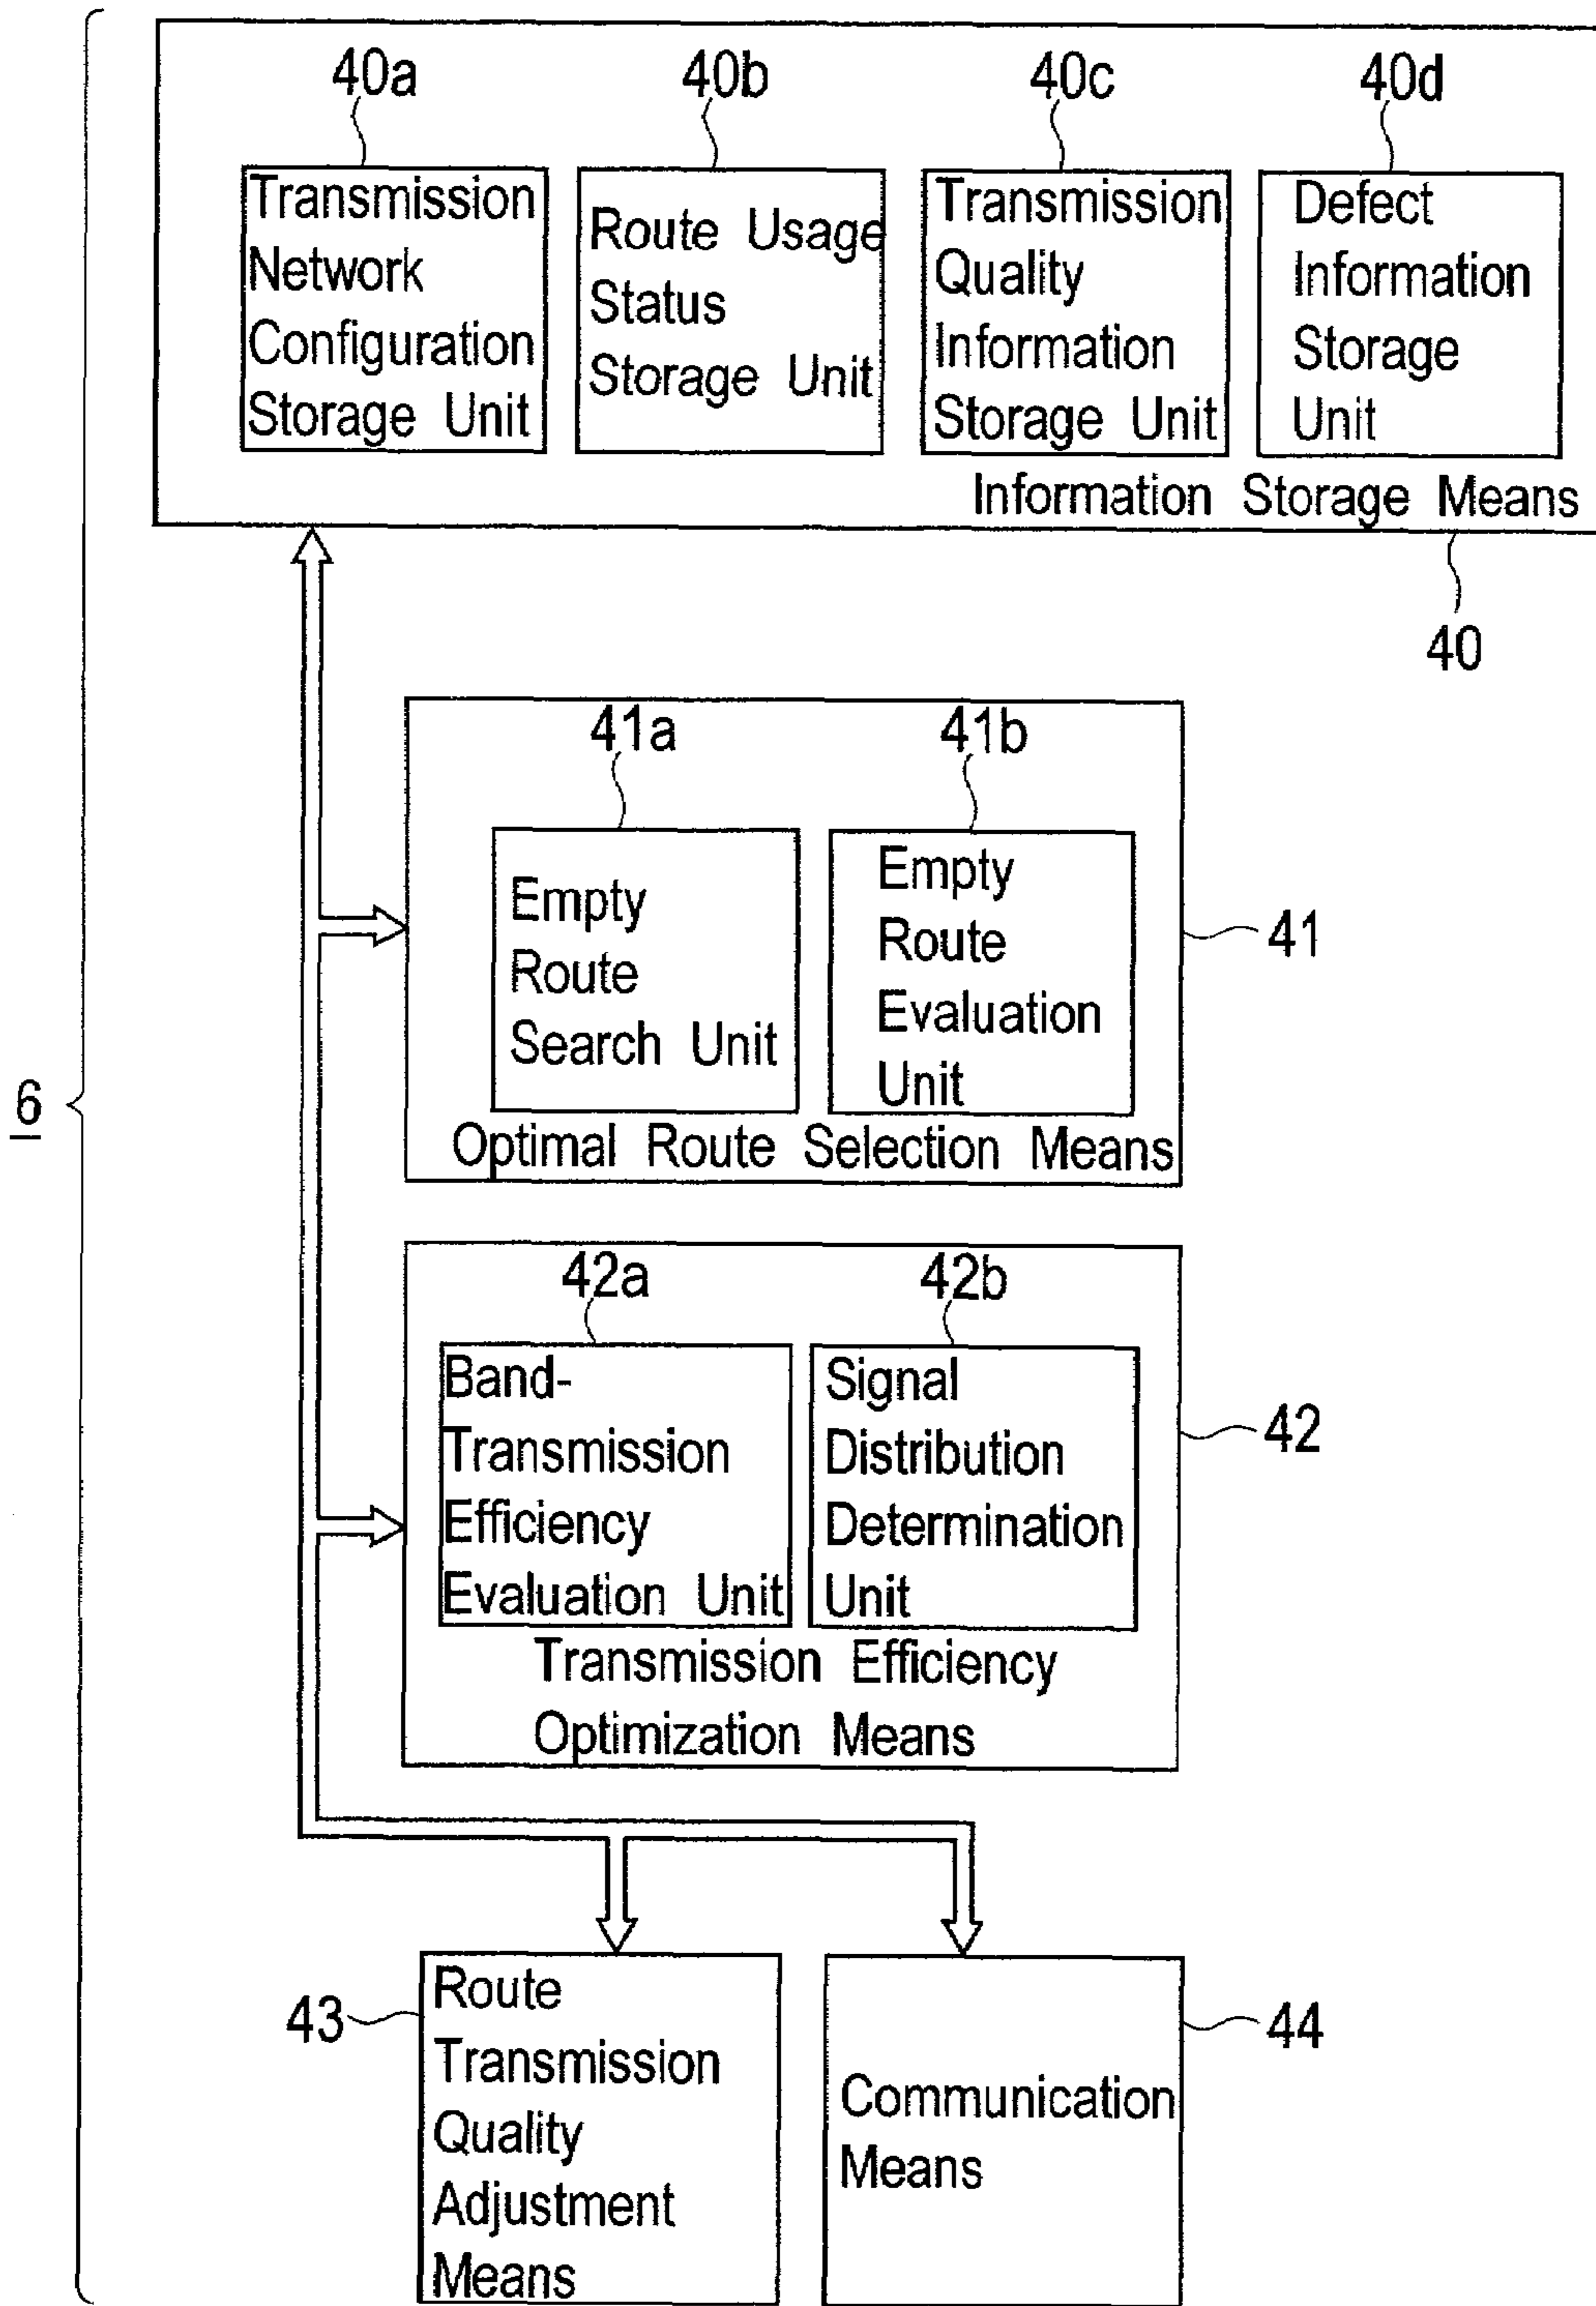 40a
40b
40c
40d
Transmission
Network
Configuration
Storage Unit
Route Usage
Status
Storage Unit
Transmission
Quality
Information
Storage Unit
Defect
Information
Storage
Unit
Information Storage Means
40
41a
41b
Empty
Route
Search Unit
Empty
Route
Evaluation
Unit
Optimal Route Selection Means
41
6
42a
42b
Band-
Transmission
Efficiency
Evaluation Unit
Signal
Distribution
Determination
Unit
Transmission Efficiency
Optimization Means
42
43
Route
Transmission
Quality
Adjustment
Means
Communication
Means
44